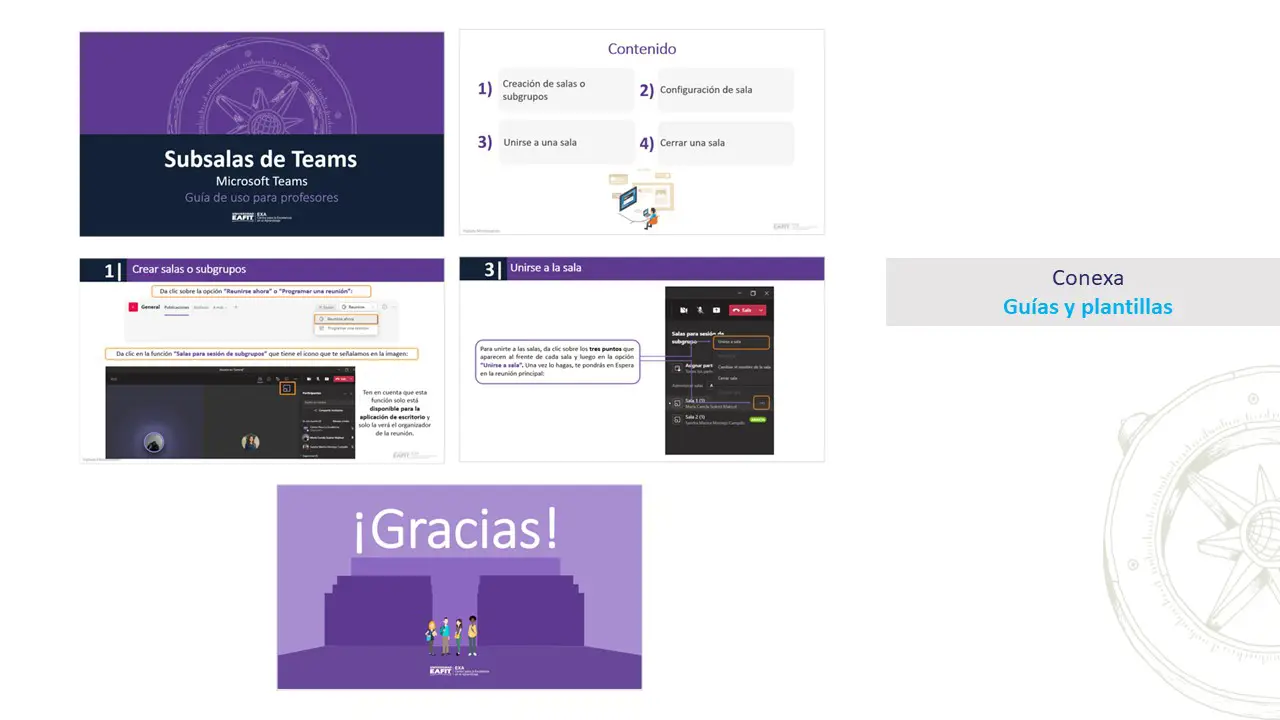 Subsalas de Teams
Microsoft Teams
Guía de uso para profesores
EAFIT
EXA
Contenido
1)
Creación de salas o
subgrupos
2)
Configuración de sala
3)
Unirse a una sala
4)
Cerrar una sala
EAFIT
1|
Crear salas o subgrupos
Da clic sobre la opción "Reunirse ahora" o "Programar una reunión":
General
Publicaciones
Reunirse
Reunirse ahora
Programar una reunión
Da clic en la función "Salas para sesión de subgrupos" que tiene el icono que te señalamos en la imagen:
Participantes
Ten en cuenta que esta
función solo está
disponible para la
aplicación de escritorio y
solo la verá el organizador
de la reunión.
EAFIT
3|
Unirse a la sala
Para unirte a las salas, da clic sobre los tres puntos que
aparecen al frente de cada sala y luego en la opción
"Unirse a sala". Una vez lo hagas, te pondrás en Espera
en la reunión principal:
Salir
Salas para sesión de
subgrupo
Unirse a sala
Asignar part
Cambiar el nombre de la sala
Cerrar sala
Administrar salas
Sala 1 (1)
Sala 2 (1)
¡Gracias!
EAFIT
EXA
Conexa
Guías y plantillas